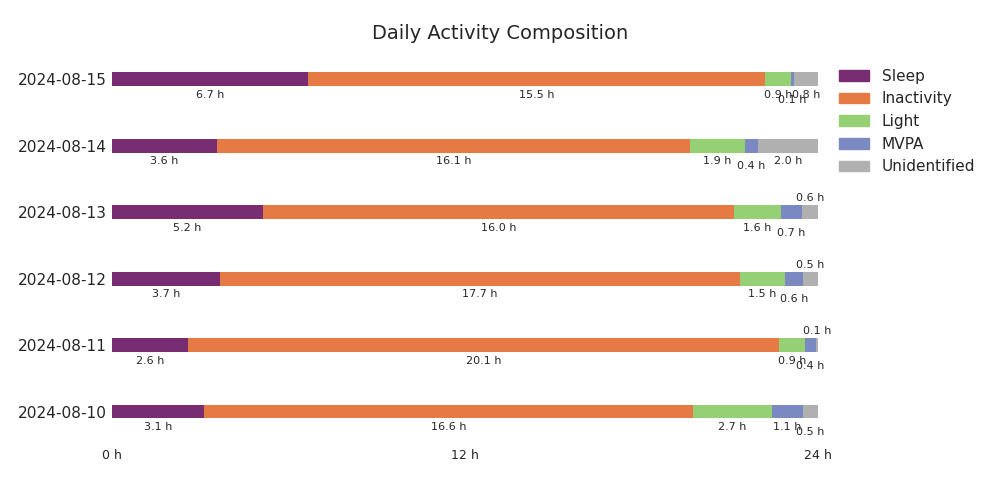 Daily Activity Composition
2024-08-15
6.7 h 15.5 h 0.9 h 0.1 h 0.8 h
2024-08-14
3.6 h 16.1 h 1.9 h 0.4 h 2.0 h
2024-08-13
5.2 h 16.0 h 1.6 h 0.7 h 0.6 h
2024-08-12
3.7 h 17.7 h 1.5 h 0.6 h 0.5 h
2024-08-11
2.6 h 20.1 h 0.9 h 0.4 h 0.1 h
2024-08-10
3.1 h 16.6 h 2.7 h 1.1 h 0.5 h
0 h 12 h 24 h
Sleep
Inactivity
Light
MVPA
Unidentified